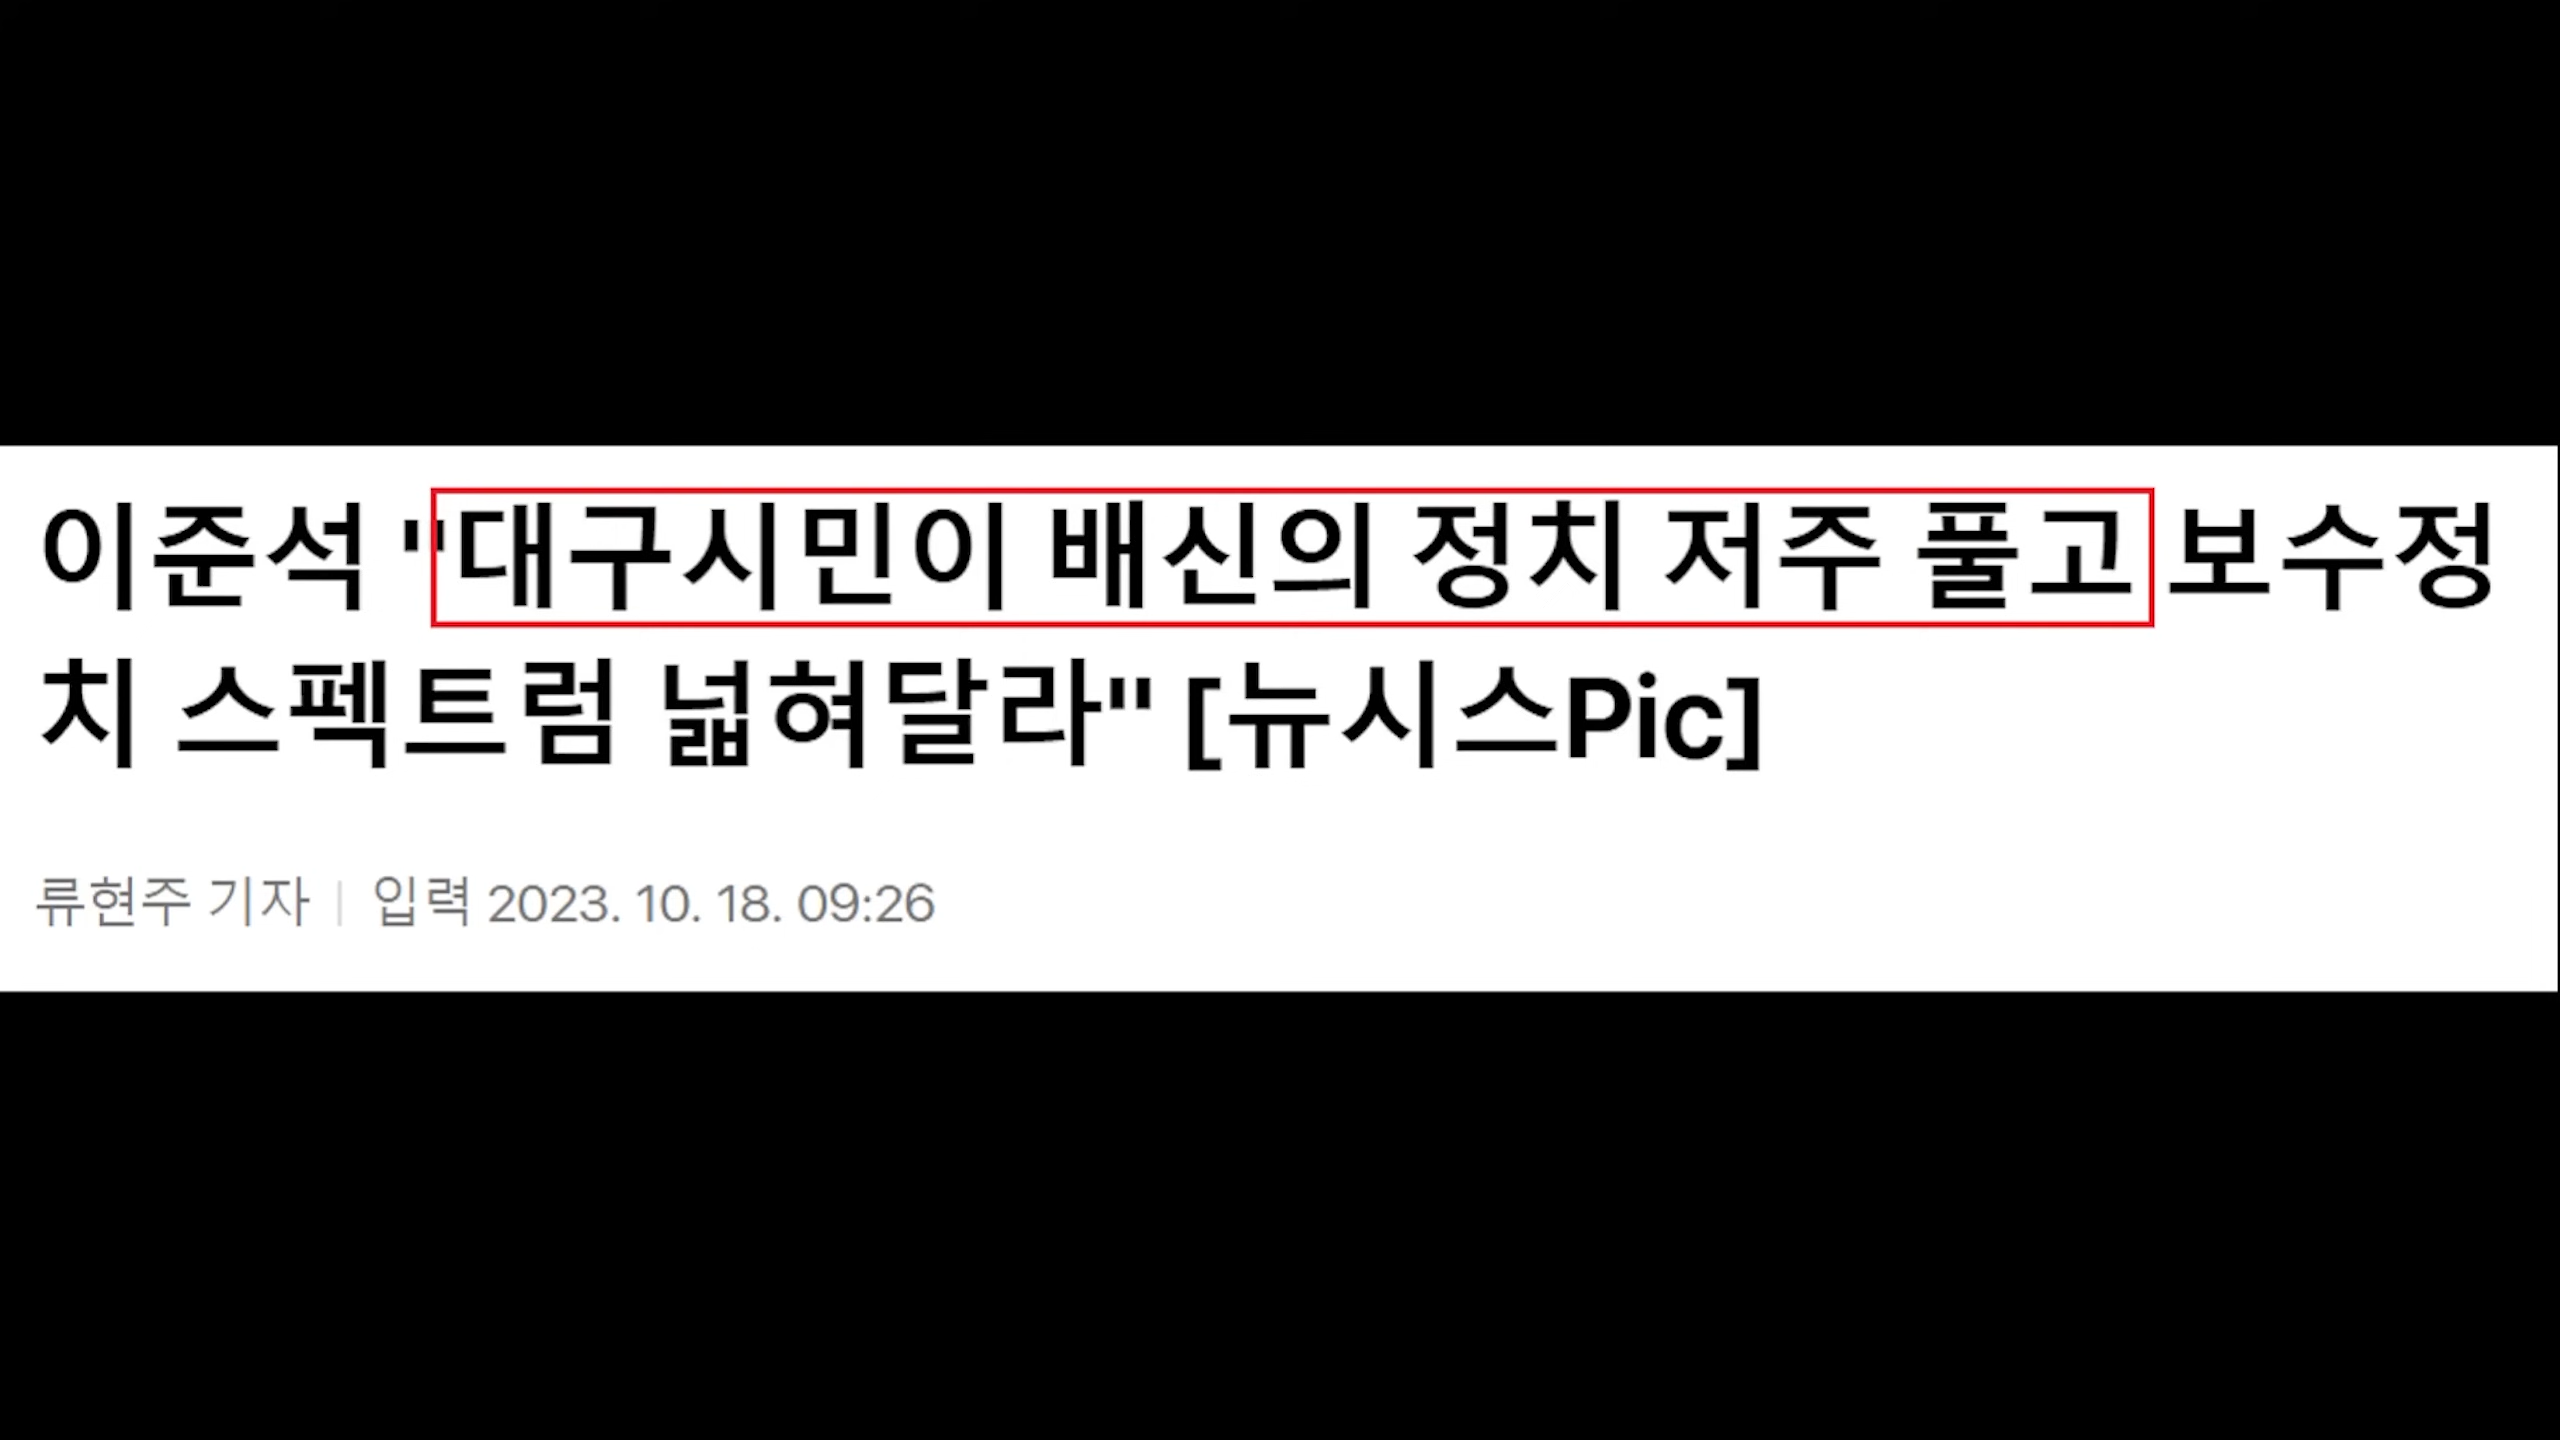 이준석 "대구시민이 배신의 정치 저주 풀고 보수정
치 스펙트럼 넓혀달라" [뉴시스Pic]
류현주 기자 | 입력 2023. 10. 18. 09:26